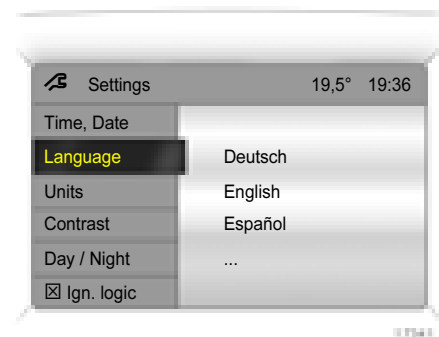 Settings 19,5° 19:36
Time, Date
Language Deutsch
Units English
Contrast Español
Day / Night ...
☒ Ign. logic